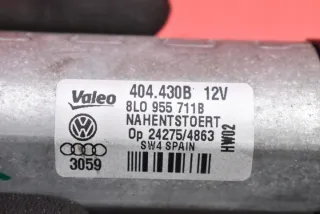 Valeo 404.430B 12V
8L0 955 711B
NAHENTSTOERT
Op 24275/4863
3059 SW4 SPAIN
HW02